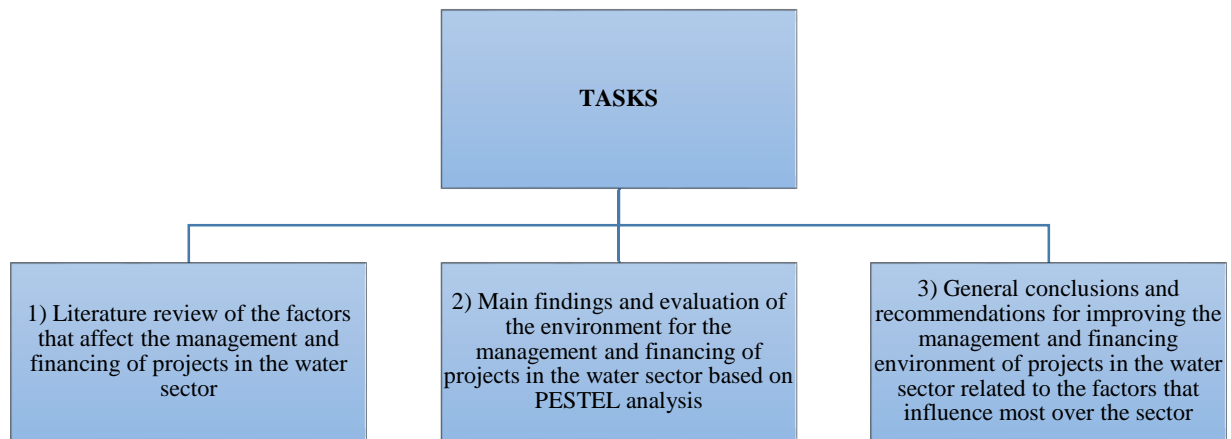 TASKS
1) Literature review of the factors
that affect the management and
financing of projects in the water
sector
2) Main findings and evaluation of
the environment for the
management and financing of
projects in the water sector based on
PESTEL analysis
3) General conclusions and
recommendations for improving the
management and financing
environment of projects in the water
sector related to the factors that
influence most over the sector